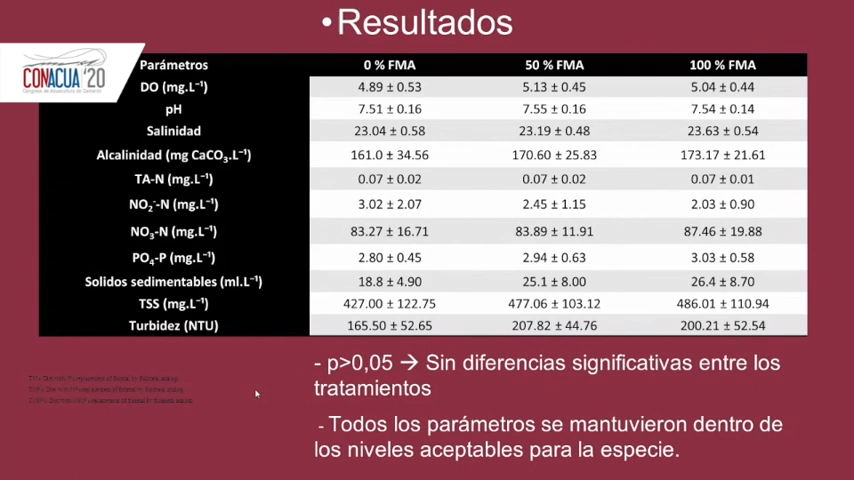 • Resultados
CONACUA '20
Congreso de Acuacultura de Camarón
Parámetros 0 % FMA 50 % FMA 100 % FMA
DO (mg.L⁻¹) 4.89 ± 0.53 5.13 ± 0.45 5.04 ± 0.44
pH 7.51 ± 0.16 7.55 ± 0.16 7.54 ± 0.14
Salinidad 23.04 ± 0.58 23.19 ± 0.48 23.63 ± 0.54
Alcalinidad (mg CaCO₃.L⁻¹) 161.0 ± 34.56 170.60 ± 25.83 173.17 ± 21.61
TA-N (mg.L⁻¹) 0.07 ± 0.02 0.07 ± 0.02 0.07 ± 0.01
NO₂⁻-N (mg.L⁻¹) 3.02 ± 2.07 2.45 ± 1.15 2.03 ± 0.90
NO₃-N (mg.L⁻¹) 83.27 ± 16.71 83.89 ± 11.91 87.46 ± 19.88
PO₄-P (mg.L⁻¹) 2.80 ± 0.45 2.94 ± 0.63 3.03 ± 0.58
Solidos sedimentables (ml.L⁻¹) 18.8 ± 4.90 25.1 ± 8.00 26.4 ± 8.70
TSS (mg.L⁻¹) 427.00 ± 122.75 477.06 ± 103.12 486.01 ± 110.94
Turbidez (NTU) 165.50 ± 52.65 207.82 ± 44.76 200.21 ± 52.54
- p>0,05 → Sin diferencias significativas entre los
tratamientos
- Todos los parámetros se mantuvieron dentro de
los niveles aceptables para la especie.